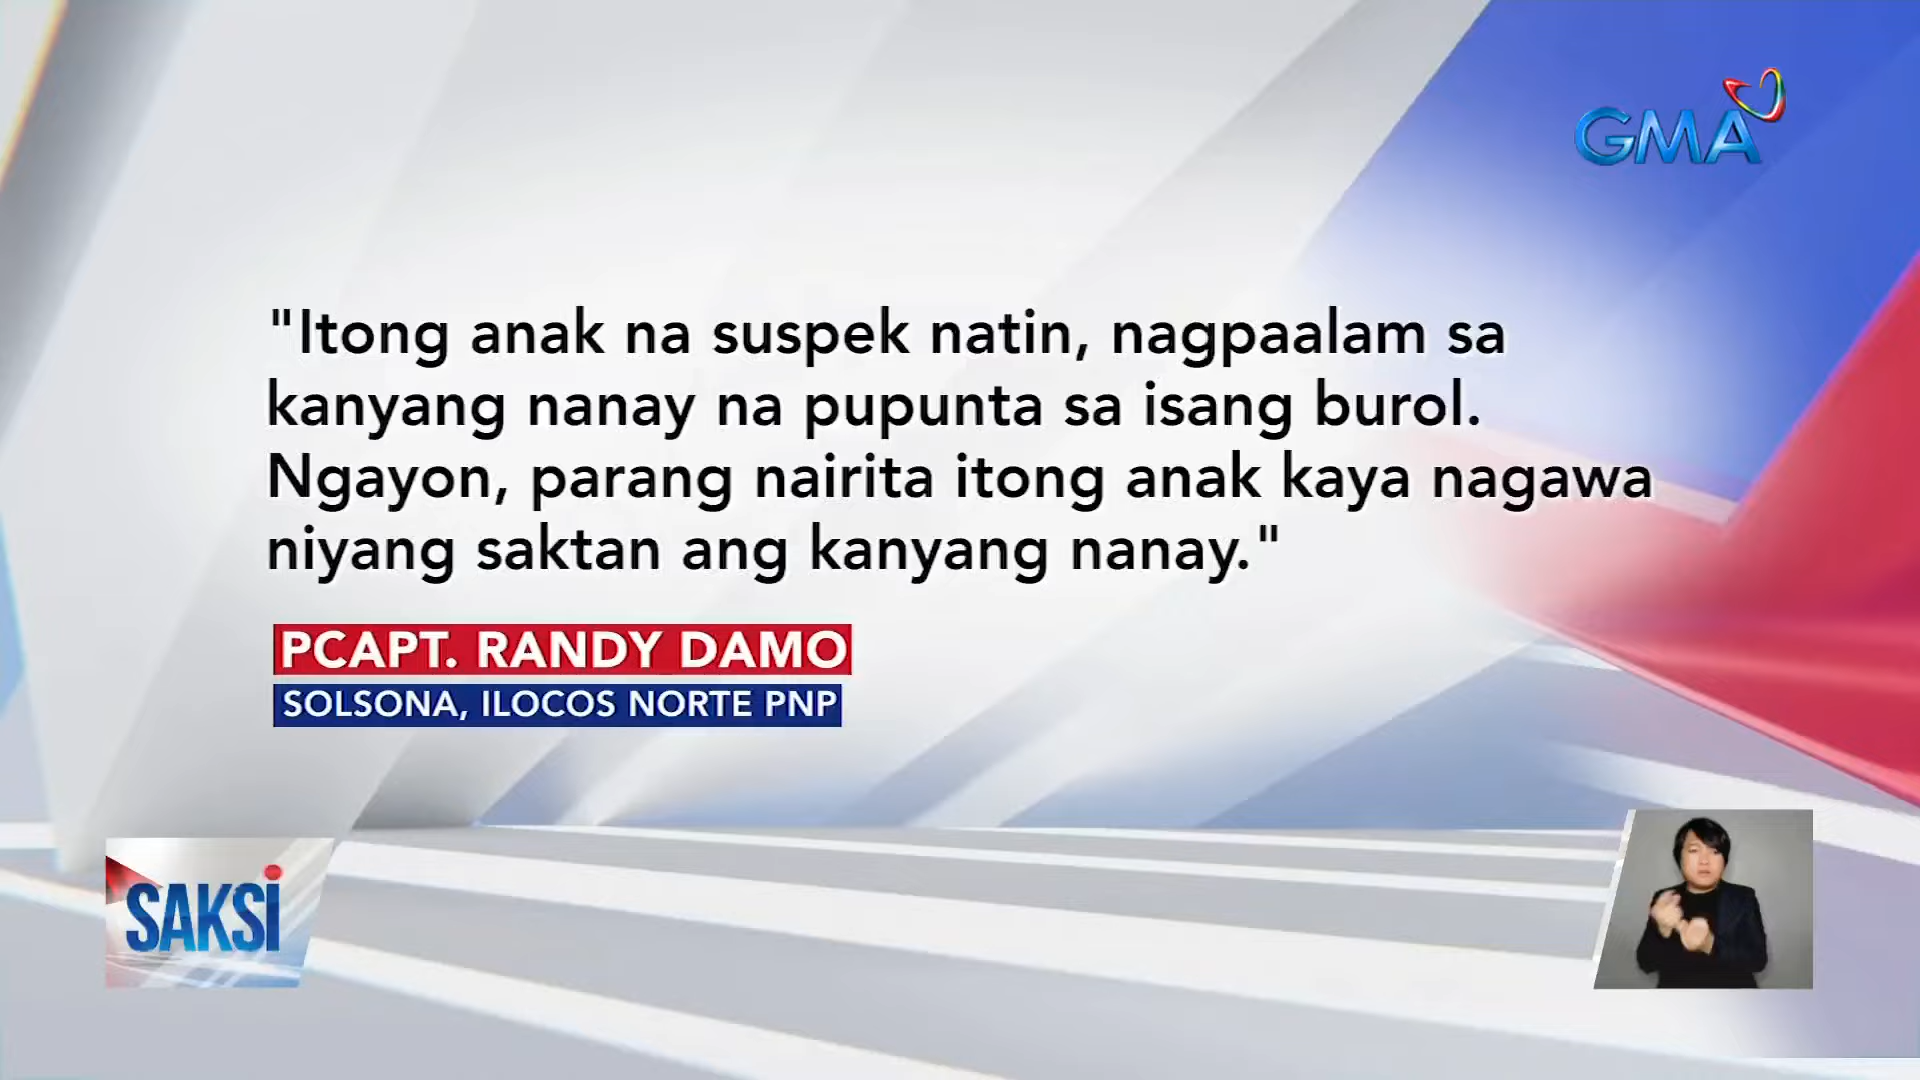 GMA
"Itong anak na suspek natin, nagpaalam sa
kanyang nanay na pupunta sa isang burol.
Ngayon, parang nairita itong anak kaya nagawa
niyang saktan ang kanyang nanay."
PCAPT. RANDY DAMO
SOLSONA, ILOCOS NORTE PNP
SAKSI